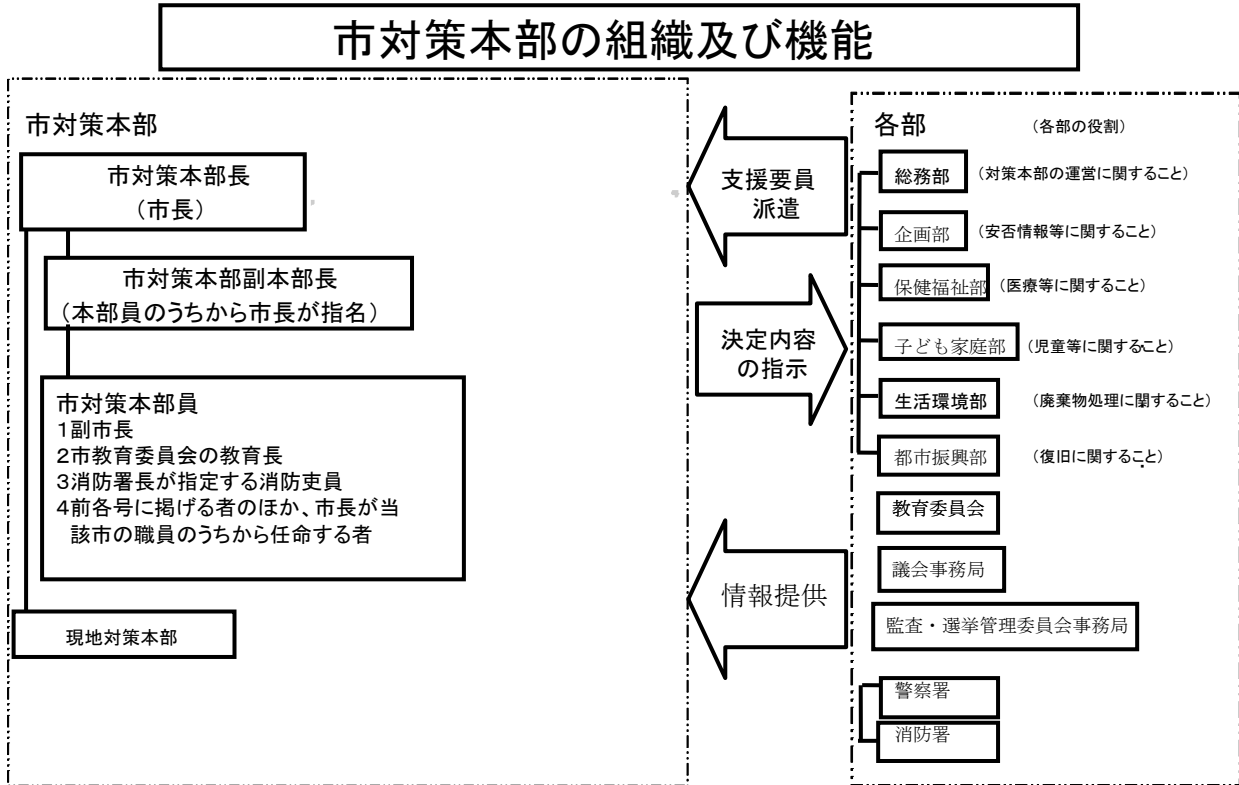 市対策本部の組織及び機能
市対策本部
市対策本部長
(市長)
市対策本部副本部長
(本部員のうちから市長が指名)
市対策本部員
1副市長
2市教育委員会の教育長
3消防署長が指定する消防吏員
4前各号に掲げる者のほか、市長が当
該市の職員のうちから任命する者
現地対策本部
支援要員
派遣
決定内容
の指示
情報提供
各部 (各部の役割)
総務部 (対策本部の運営に関すること)
企画部 (安否情報等に関すること)
保健福祉部 (医療等に関すること)
子ども家庭部 (児童等に関すること)
生活環境部 (廃棄物処理に関すること)
都市振興部 (復旧に関すること)
教育委員会
議会事務局
監査・選挙管理委員会事務局
警察署
消防署